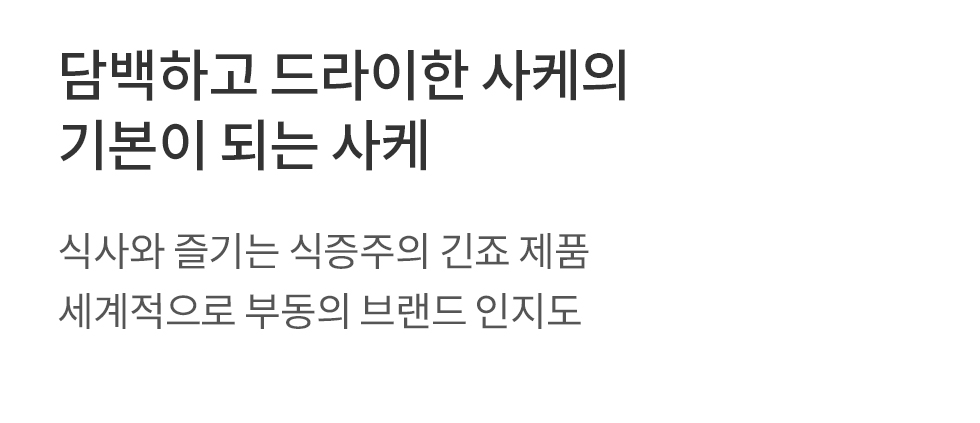 담백하고 드라이한 사케의
기본이 되는 사케
식사와 즐기는 식증주의 긴죠 제품
세계적으로 부동의 브랜드 인지도